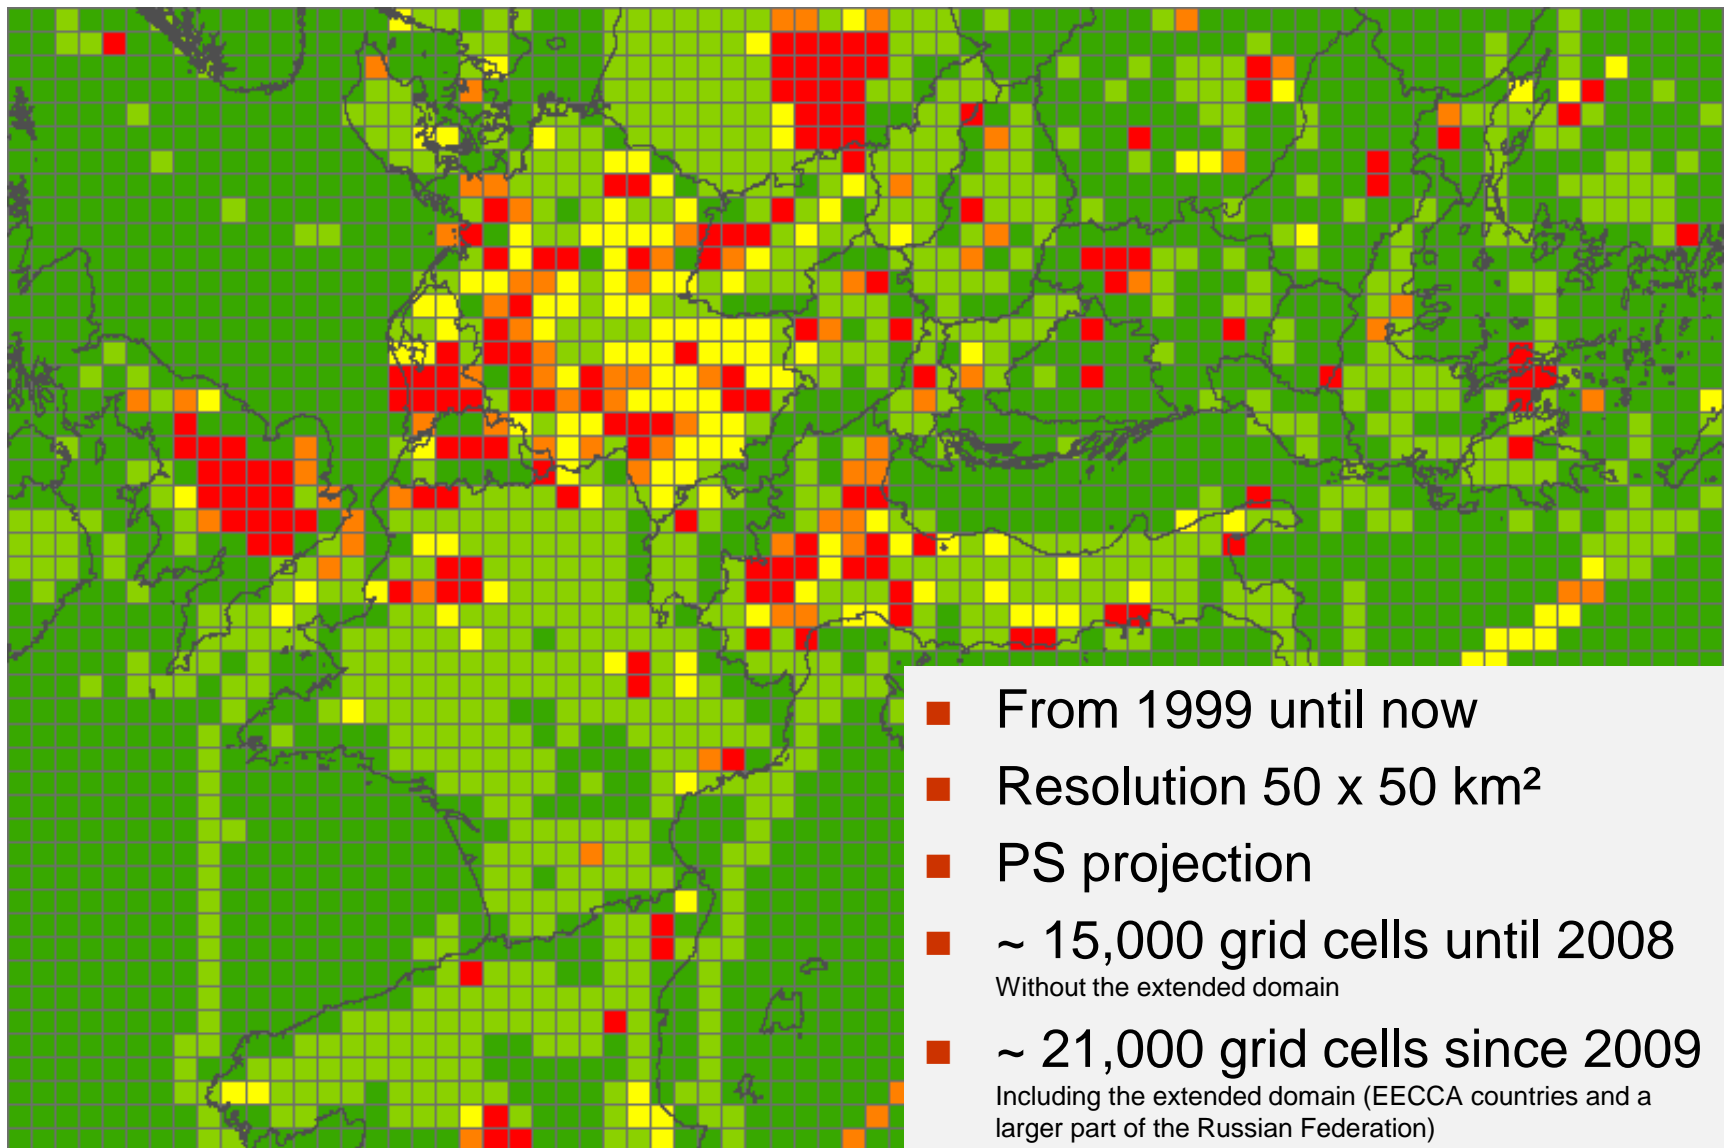 From 1999 until now
Resolution 50 x 50 km²
PS projection
~ 15,000 grid cells until 2008
Without the extended domain
~ 21,000 grid cells since 2009
Including the extended domain (EECCA countries and a
larger part of the Russian Federation)